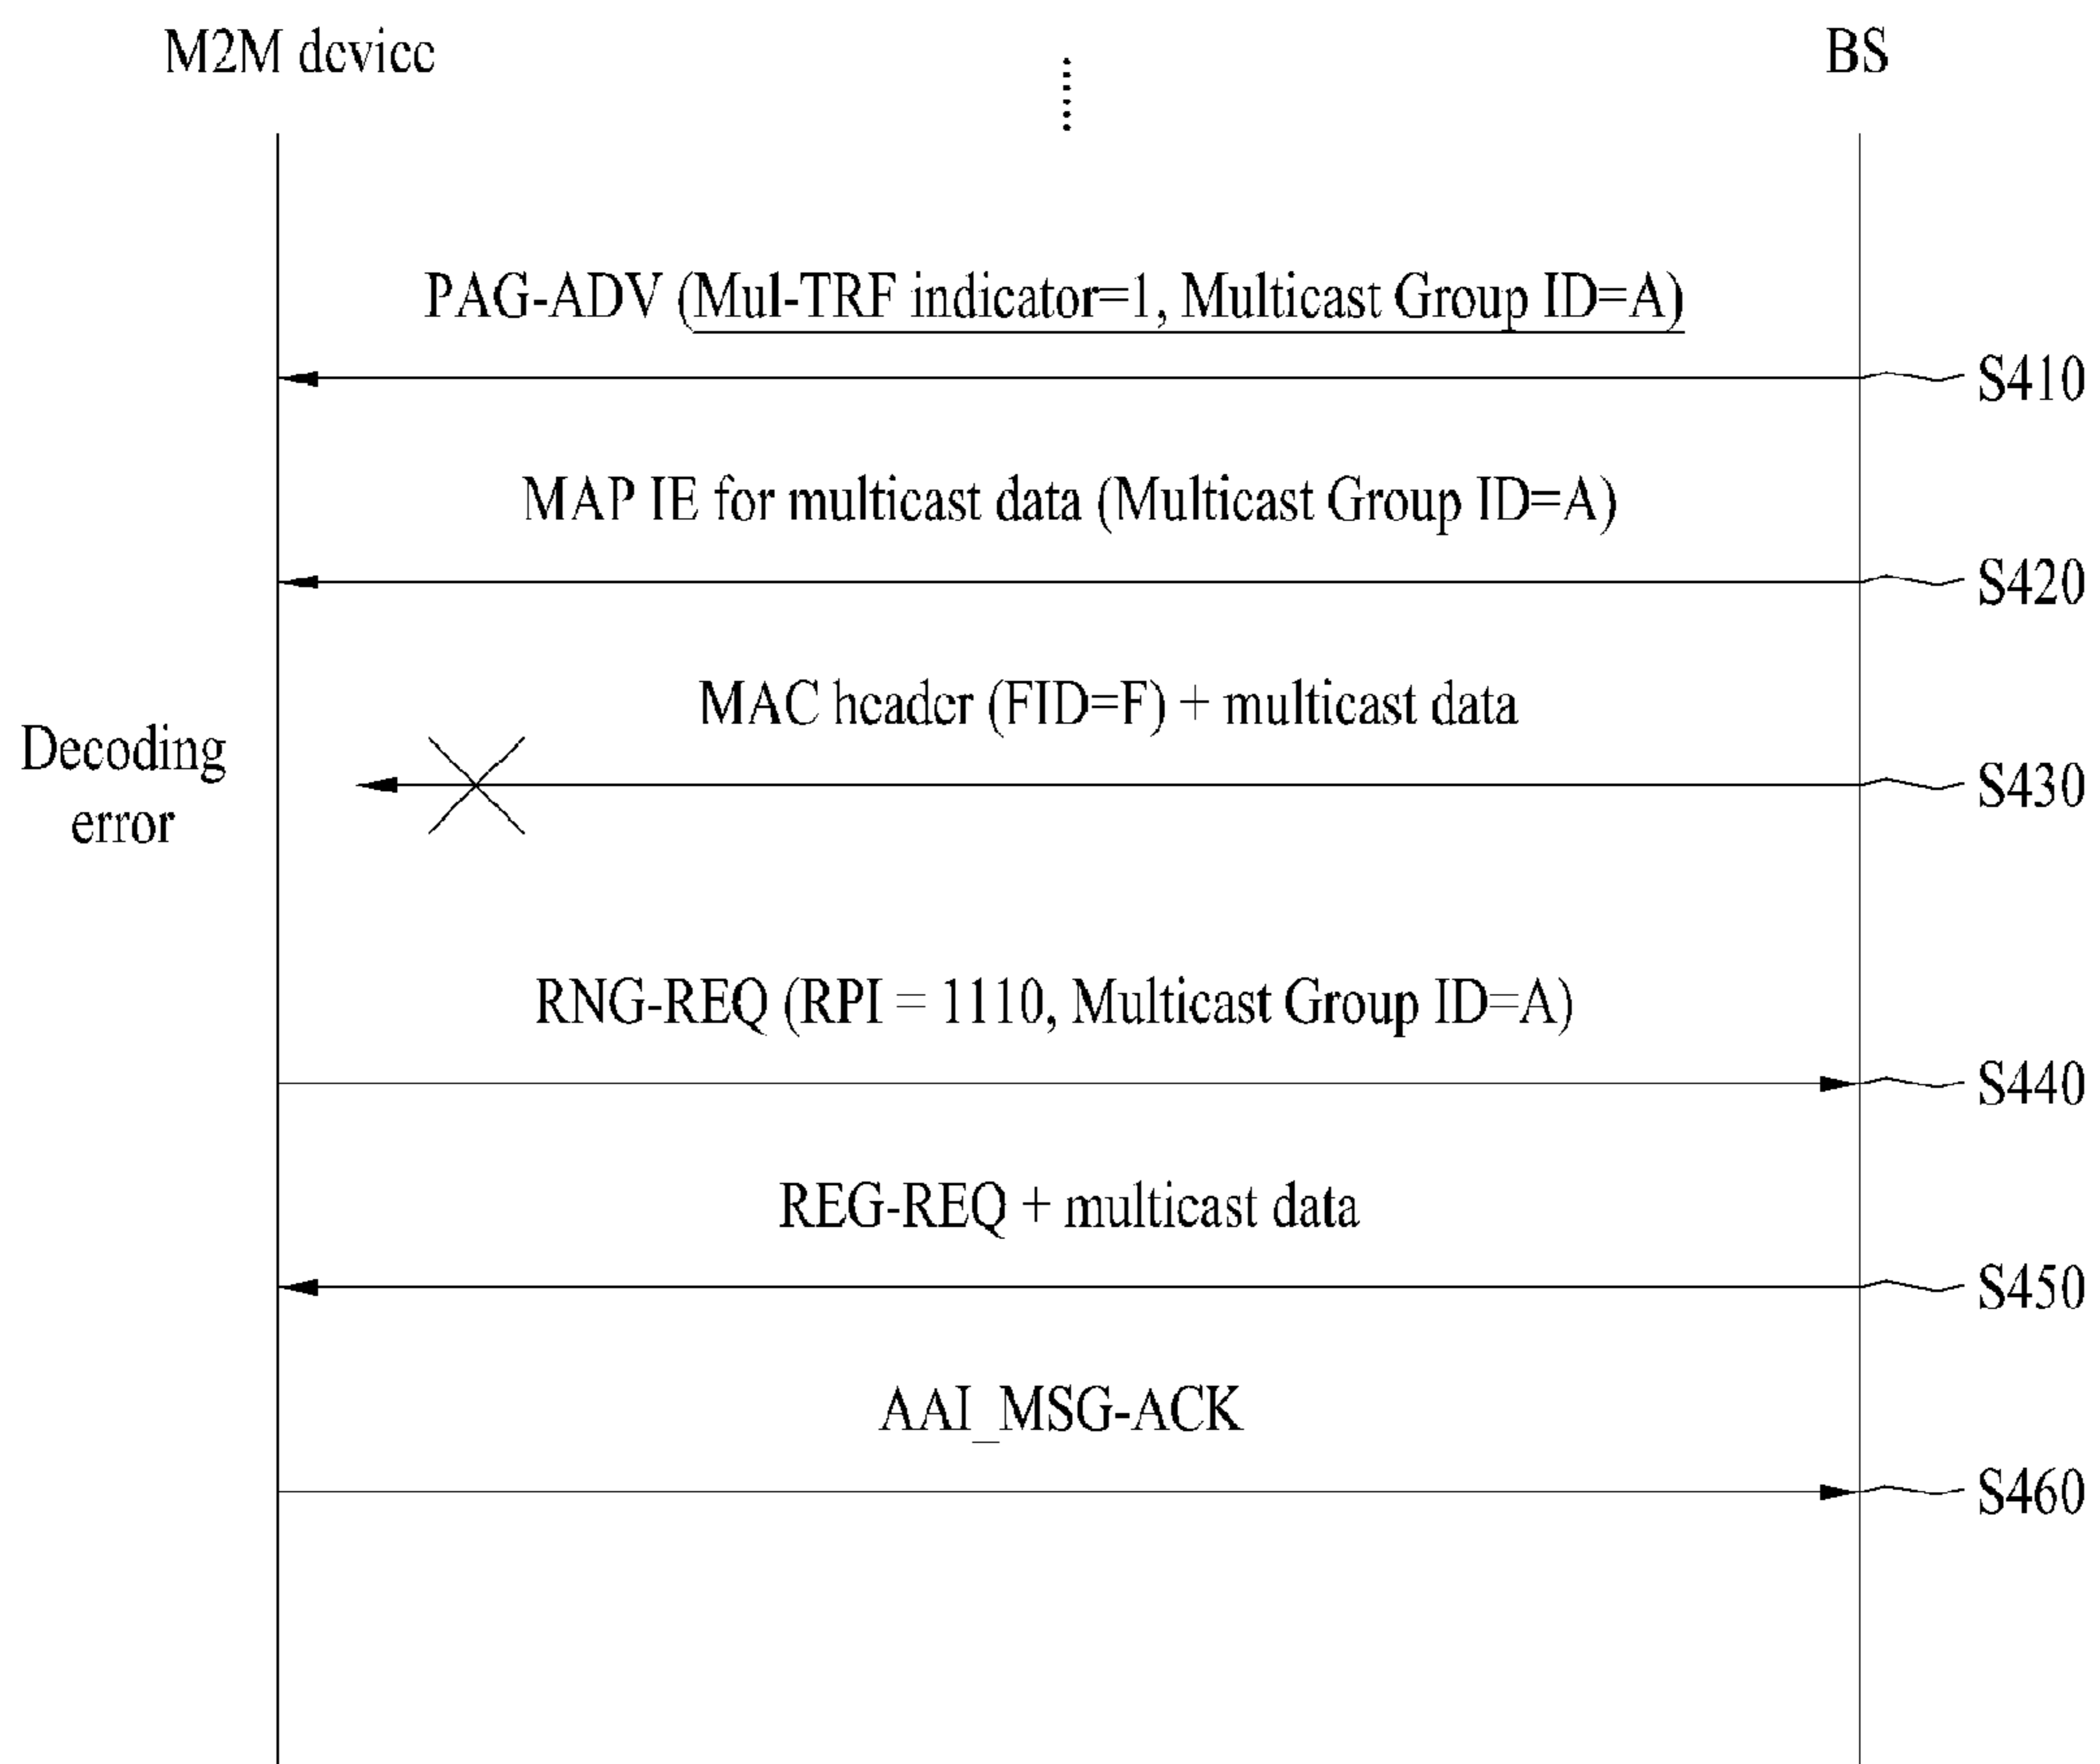 M2M device
BS
PAG-ADV (Mul-TRF indicator=1, Multicast Group ID=A)
S410
MAP IE for multicast data (Multicast Group ID=A)
S420
MAC header (FID=F) + multicast data
Decoding
error
S430
RNG-REQ (RPI = 1110, Multicast Group ID=A)
S440
REG-REQ + multicast data
S450
AAI_MSG-ACK
S460